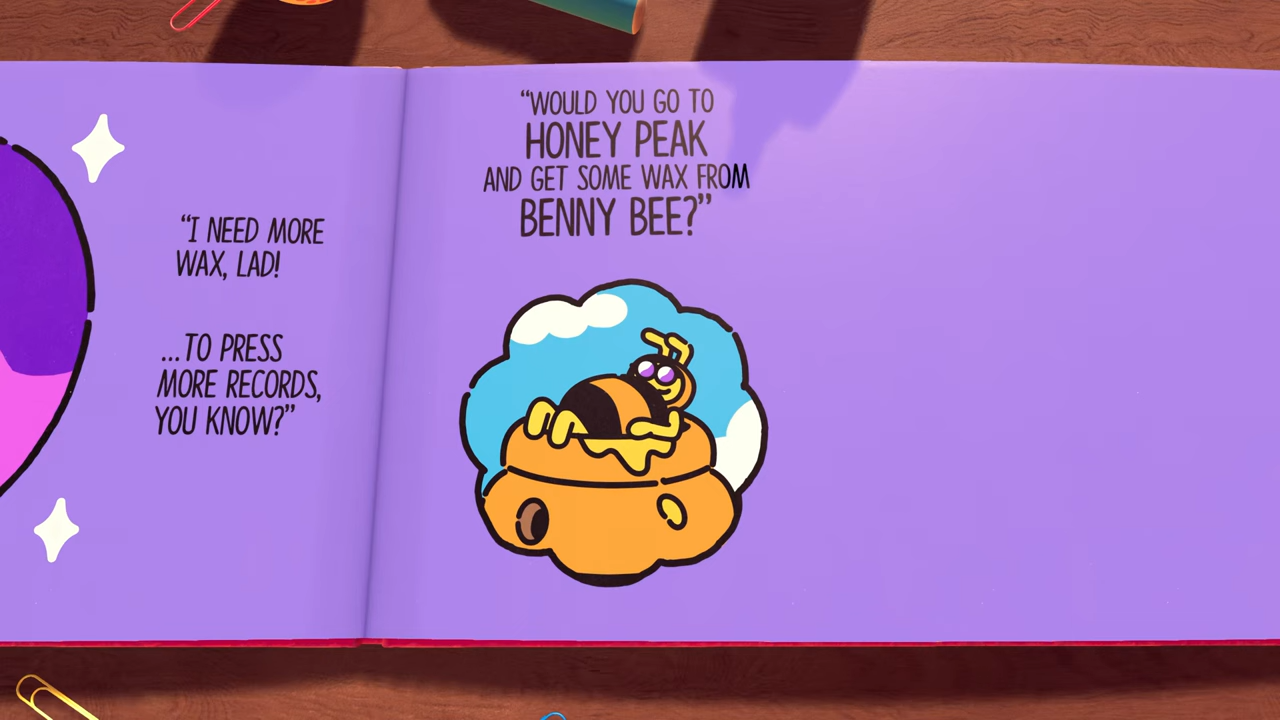 “I NEED MORE
WAX, LAD!
...TO PRESS
MORE RECORDS,
YOU KNOW?”
“WOULD YOU GO TO
HONEY PEAK
AND GET SOME WAX FROM
BENNY BEE?”